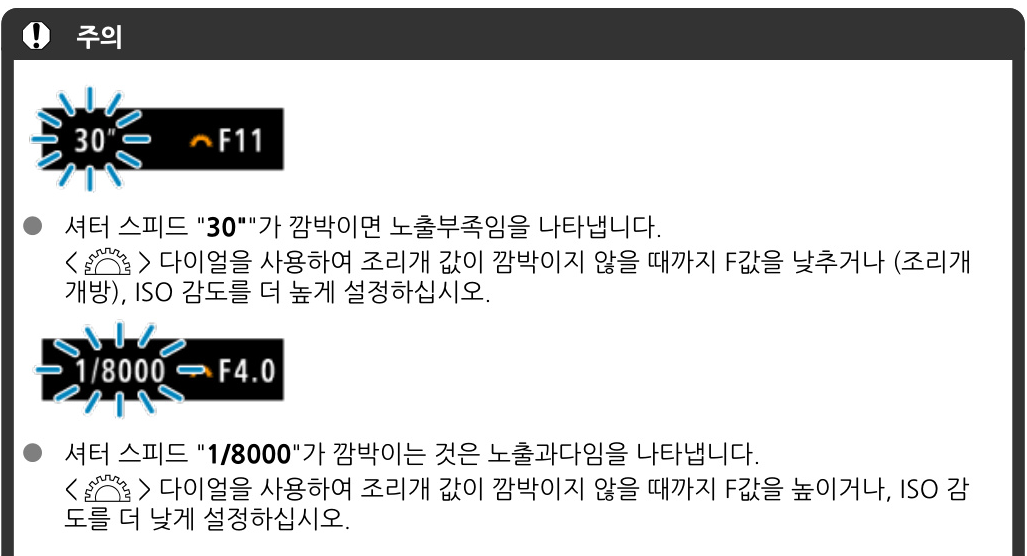 주의
30" F11
셔터 스피드 "30""가 깜박이면 노출부족임을 나타냅니다.
< > 다이얼을 사용하여 조리개 값이 깜박이지 않을 때까지 F값을 낮추거나 (조리개
개방), ISO 감도를 더 높게 설정하십시오.
1/8000 F4.0
셔터 스피드 "1/8000"가 깜박이는 것은 노출과다임을 나타냅니다.
< > 다이얼을 사용하여 조리개 값이 깜박이지 않을 때까지 F값을 높이거나, ISO 감
도를 더 낮게 설정하십시오.